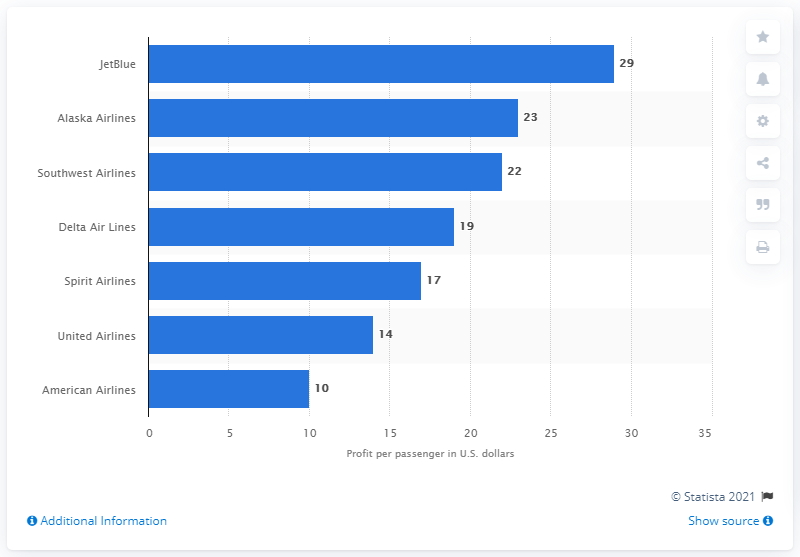 JetBlue 29
Alaska Airlines 23
Southwest Airlines 22
Delta Air Lines 19
Spirit Airlines 17
United Airlines 14
American Airlines 10
0 5 10 15 20 25 30 35
Profit per passenger in U.S. dollars
© Statista 2021
Additional Information
Show source